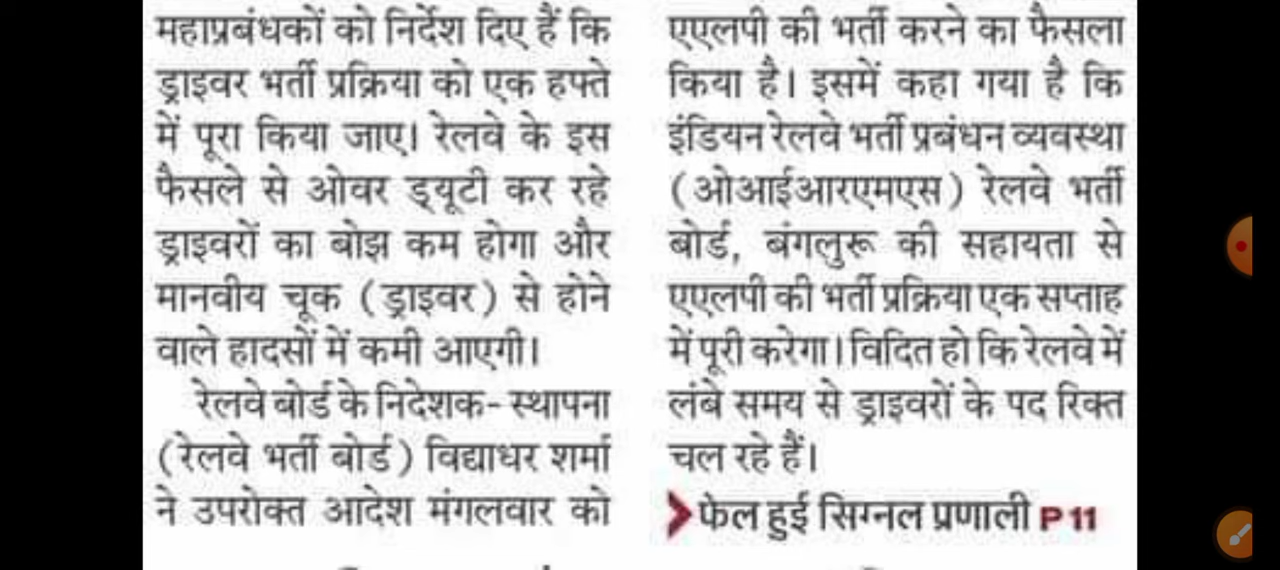 महाप्रबंधकों को निर्देश दिए हैं कि
ड्राइवर भर्ती प्रक्रिया को एक हफ्ते
में पूरा किया जाए। रेलवे के इस
फैसले से ओवर ड्यूटी कर रहे
ड्राइवरों का बोझ कम होगा और
मानवीय चूक (ड्राइवर) से होने
वाले हादसों में कमी आएगी।
रेलवे बोर्ड के निदेशक- स्थापना
(रेलवे भर्ती बोर्ड) विद्याधर शर्मा
ने उपरोक्त आदेश मंगलवार को
एएलपी की भर्ती करने का फैसला
किया है। इसमें कहा गया है कि
इंडियन रेलवे भर्ती प्रबंधन व्यवस्था
(ओआईआरएमएस) रेलवे भर्ती
बोर्ड, बंगलुरू की सहायता से
एएलपी की भर्ती प्रक्रिया एक सप्ताह
में पूरी करेगा। विदित हो कि रेलवे में
लंबे समय से ड्राइवरों के पद रिक्त
चल रहे हैं।
फेल हुई सिग्नल प्रणाली P 11